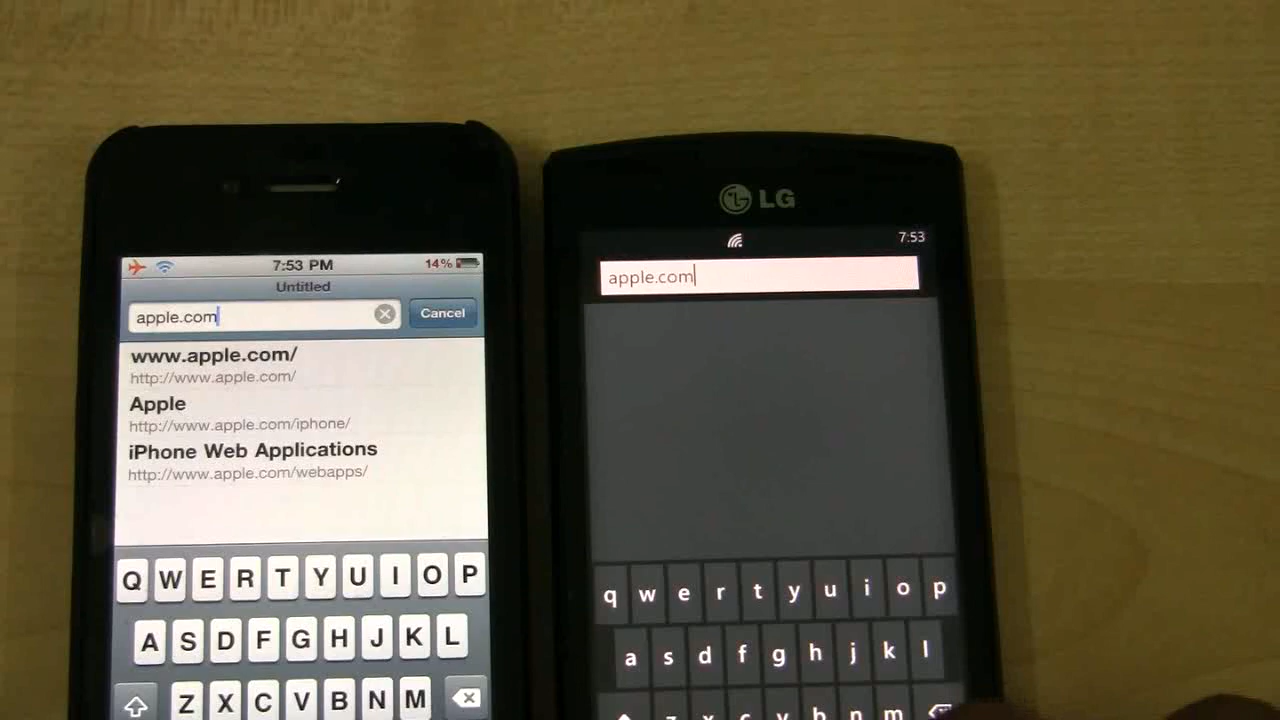 7:53 PM
14%
Untitled
apple.com
Cancel
www.apple.com/
http://www.apple.com/
Apple
http://www.apple.com/iphone/
iPhone Web Applications
http://www.apple.com/webapps/
Q W E R T Y U I O P
A S D F G H J K L
Z X C V B N M
LG
7:53
apple.com
q w e r t y u i o p
a s d f g h j k l
z x c v b n m